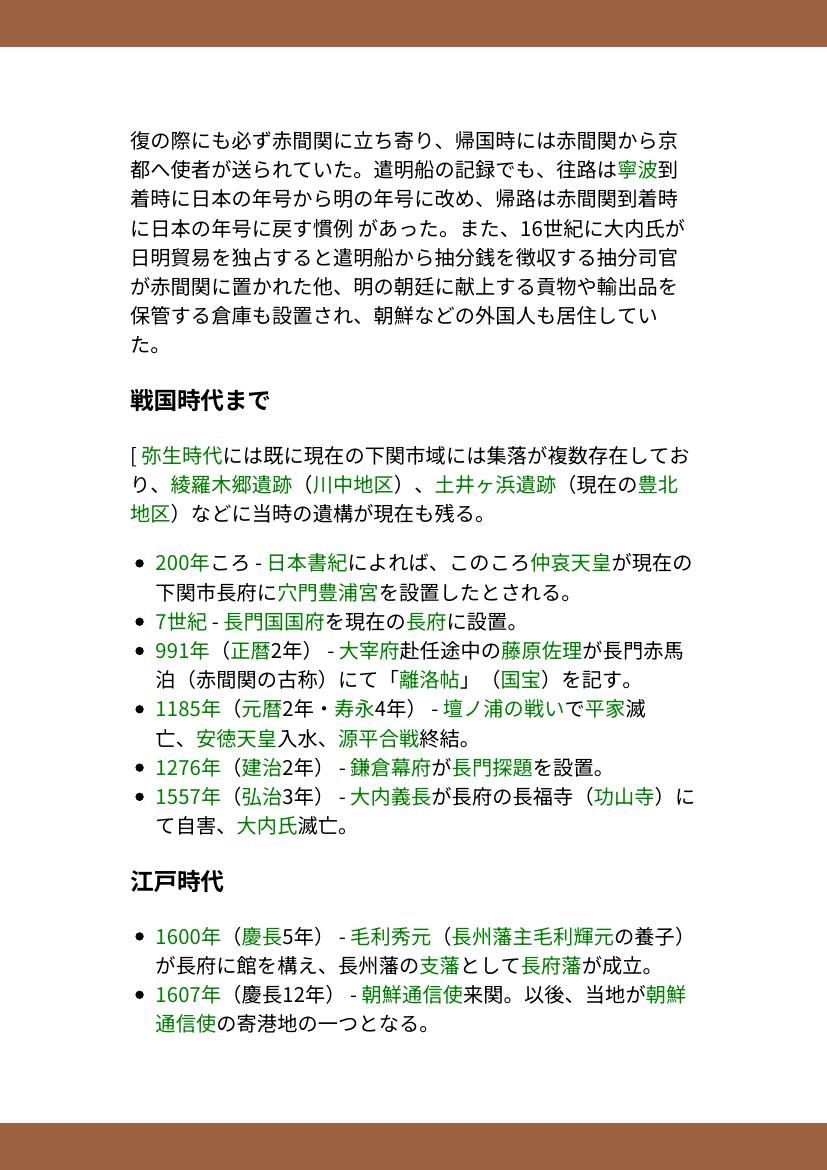 復の際にも必ず赤間関に立ち寄り、帰国時には赤間関から京
都へ使者が送られていた。遣明船の記録でも、往路は寧波到
着時に日本の年号から明の年号に改め、帰路は赤間関到着時
に日本の年号に戻す慣例 があった。また、16世紀に大内氏が
日明貿易を独占すると遣明船から抽分銭を徴収する抽分司官
が赤間関に置かれた他、明の朝廷に献上する貢物や輸出品を
保管する倉庫も設置され、朝鮮などの外国人も居住してい
た。
戦国時代まで
[ 弥生時代には既に現在の下関市域には集落が複数存在してお
り、綾羅木郷遺跡（川中地区）、土井ヶ浜遺跡（現在の豊北
地区）などに当時の遺構が現在も残る。
• 200年ころ - 日本書紀によれば、このころ仲哀天皇が現在の
下関市長府に穴門豊浦宮を設置したとされる。
• 7世紀 - 長門国国府を現在の長府に設置。
• 991年（正暦2年） - 大宰府赴任途中の藤原佐理が長門赤馬
泊（赤間関の古称）にて「離洛帖」（国宝）を記す。
• 1185年（元暦2年・寿永4年） - 壇ノ浦の戦いで平家滅
亡、安徳天皇入水、源平合戦終結。
• 1276年（建治2年） - 鎌倉幕府が長門探題を設置。
• 1557年（弘治3年） - 大内義長が長府の長福寺（功山寺）に
て自害、大内氏滅亡。
江戸時代
• 1600年（慶長5年） - 毛利秀元（長州藩主毛利輝元の養子）
が長府に館を構え、長州藩の支藩として長府藩が成立。
• 1607年（慶長12年） - 朝鮮通信使来関。以後、当地が朝鮮
通信使の寄港地の一つとなる。